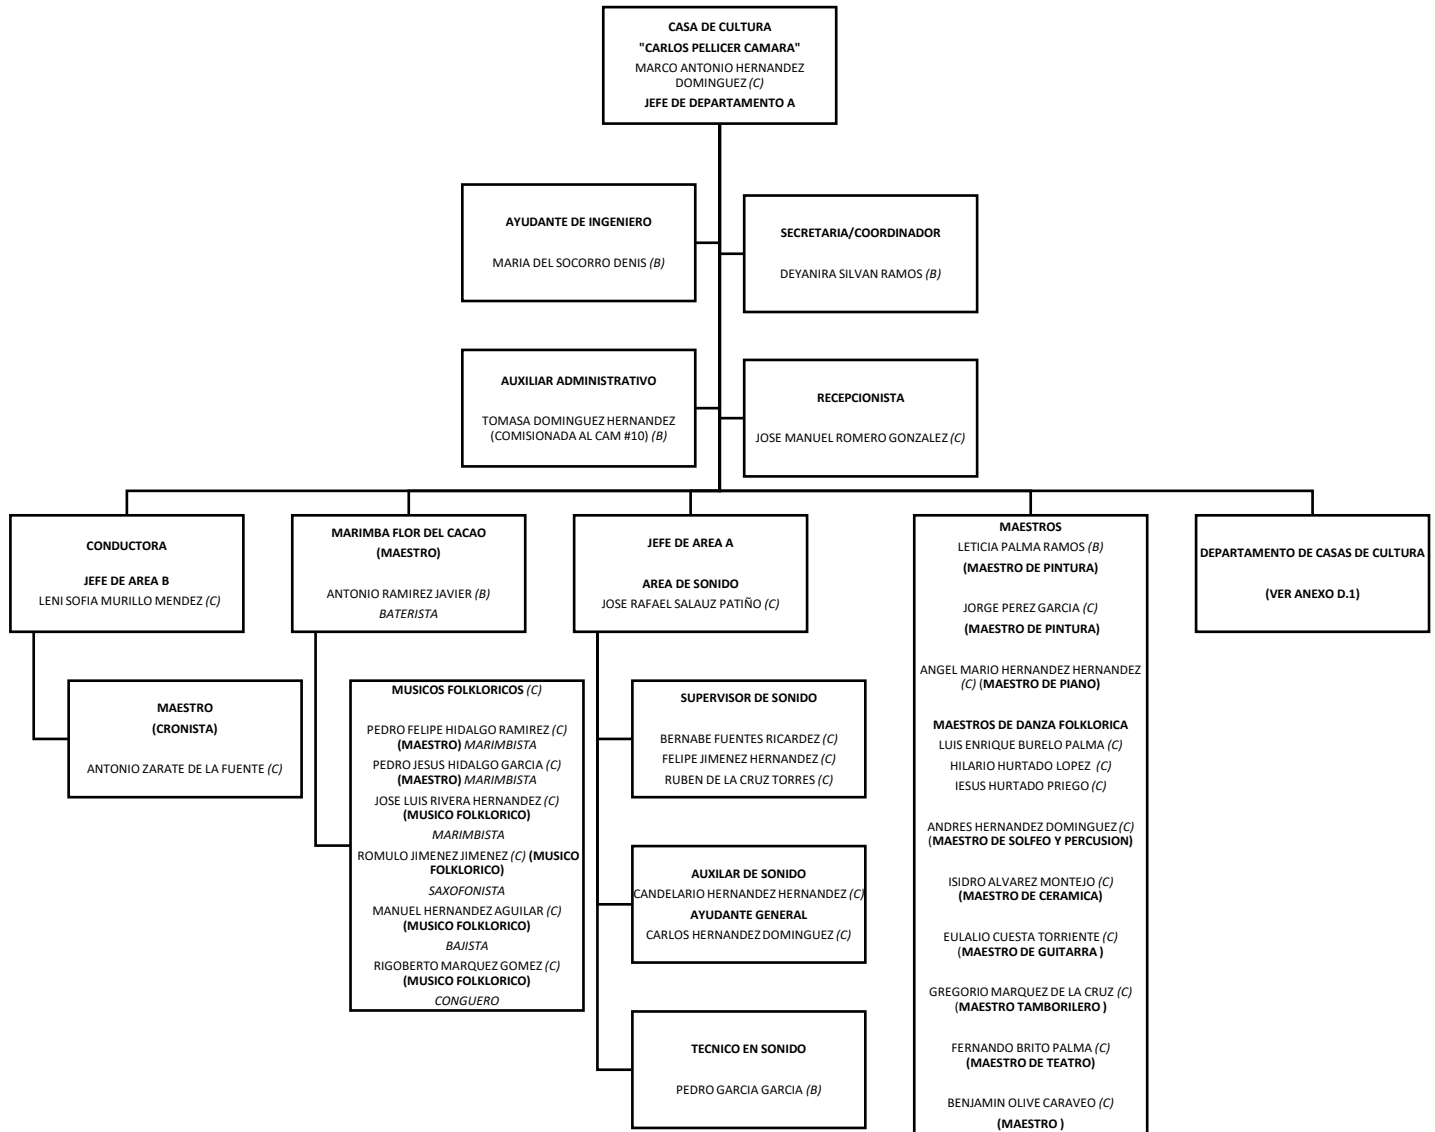 CASA DE CULTURA
"CARLOS PELLICER CAMARA"
MARCO ANTONIO HERNANDEZ
DOMINGUEZ (C)
JEFE DE DEPARTAMENTO A
AYUDANTE DE INGENIERO
MARIA DEL SOCORRO DENIS (B)
SECRETARIA/COORDINADOR
DEYANIRA SILVAN RAMOS (B)
AUXILIAR ADMINISTRATIVO
TOMASA DOMINGUEZ HERNANDEZ
(COMISIONADA AL CAM #10) (B)
RECEPCIONISTA
JOSE MANUEL ROMERO GONZALEZ (C)
CONDUCTORA
JEFE DE AREA B
LENI SOFIA MURILLO MENDEZ (C)
MAESTRO
(CRONISTA)
ANTONIO ZARATE DE LA FUENTE (C)
MARIMBA FLOR DEL CACAO
(MAESTRO)
ANTONIO RAMIREZ JAVIER (B)
BATERISTA
MUSICOS FOLKLORICOS (C)
PEDRO FELIPE HIDALGO RAMIREZ (C)
(MAESTRO) MARIMBISTA
PEDRO JESUS HIDALGO GARCIA (C)
(MAESTRO) MARIMBISTA
JOSE LUIS RIVERA HERNANDEZ (C)
(MUSICO FOLKLORICO)
MARIMBISTA
ROMULO JIMENEZ JIMENEZ (C) (MUSICO
FOLKLORICO)
SAXOFONISTA
MANUEL HERNANDEZ AGUILAR (C)
(MUSICO FOLKLORICO)
BAJISTA
RIGOBERTO MARQUEZ GOMEZ (C)
(MUSICO FOLKLORICO)
CONGUERO
JEFE DE AREA A
AREA DE SONIDO
JOSE RAFAEL SALAUZ PATIÑO (C)
SUPERVISOR DE SONIDO
BERNABE FUENTES RICARDEZ (C)
FELIPE JIMENEZ HERNANDEZ (C)
RUBEN DE LA CRUZ TORRES (C)
AUXILAR DE SONIDO
CANDELARIO HERNANDEZ HERNANDEZ (C)
AYUDANTE GENERAL
CARLOS HERNANDEZ DOMINGUEZ (C)
TECNICO EN SONIDO
PEDRO GARCIA GARCIA (B)
MAESTROS
LETICIA PALMA RAMOS (B)
(MAESTRO DE PINTURA)
JORGE PEREZ GARCIA (C)
(MAESTRO DE PINTURA)
ANGEL MARIO HERNANDEZ HERNANDEZ
(C) (MAESTRO DE PIANO)
MAESTROS DE DANZA FOLKLORICA
LUIS ENRIQUE BURELO PALMA (C)
HILARIO HURTADO LOPEZ (C)
IESUS HURTADO PRIEGO (C)
ANDRES HERNANDEZ DOMINGUEZ (C)
(MAESTRO DE SOLFEO Y PERCUSION)
ISIDRO ALVAREZ MONTEJO (C)
(MAESTRO DE CERAMICA)
EULALIO CUESTA TORRIENTE (C)
(MAESTRO DE GUITARRA )
GREGORIO MARQUEZ DE LA CRUZ (C)
(MAESTRO TAMBORILERO )
FERNANDO BRITO PALMA (C)
(MAESTRO DE TEATRO)
BENJAMIN OLIVE CARAVEO (C)
(MAESTRO )
DEPARTAMENTO DE CASAS DE CULTURA
(VER ANEXO D.1)